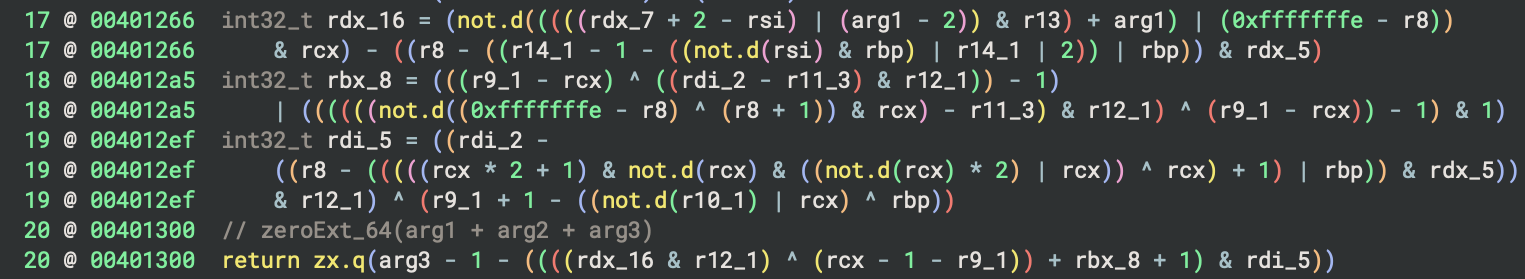 17 @ 00401266 int32_t rdx_16 = (not.d(((((rdx_7 + 2 - rsi) | (arg1 - 2)) & r13) + arg1) | (0xfffffffe - r8))
17 @ 00401266 & rcx) - ((r8 - ((r14_1 - 1 - ((not.d(rsi) & rbp) | r14_1 | 2)) | rbp)) & rdx_5)
18 @ 004012a5 int32_t rbx_8 = (((r9_1 - rcx) ^ ((rdi_2 - r11_3) & r12_1)) - 1)
18 @ 004012a5 | ((((((not.d((0xfffffffe - r8) ^ (r8 + 1)) & rcx) - r11_3) & r12_1) ^ (r9_1 - rcx)) - 1) & 1)
19 @ 004012ef int32_t rdi_5 = ((rdi_2 -
19 @ 004012ef ((r8 - (((((rcx * 2 + 1) & not.d(rcx) & ((not.d(rcx) * 2) | rcx)) ^ rcx) + 1) | rbp)) & rdx_5))
19 @ 004012ef & r12_1) ^ (r9_1 + 1 - ((not.d(r10_1) | rcx) ^ rbp))
20 @ 00401300 // zeroExt_64(arg1 + arg2 + arg3)
20 @ 00401300 return zx.q(arg3 - 1 - ((((rdx_16 & r12_1) ^ (rcx - 1 - r9_1)) + rbx_8 + 1) & rdi_5))